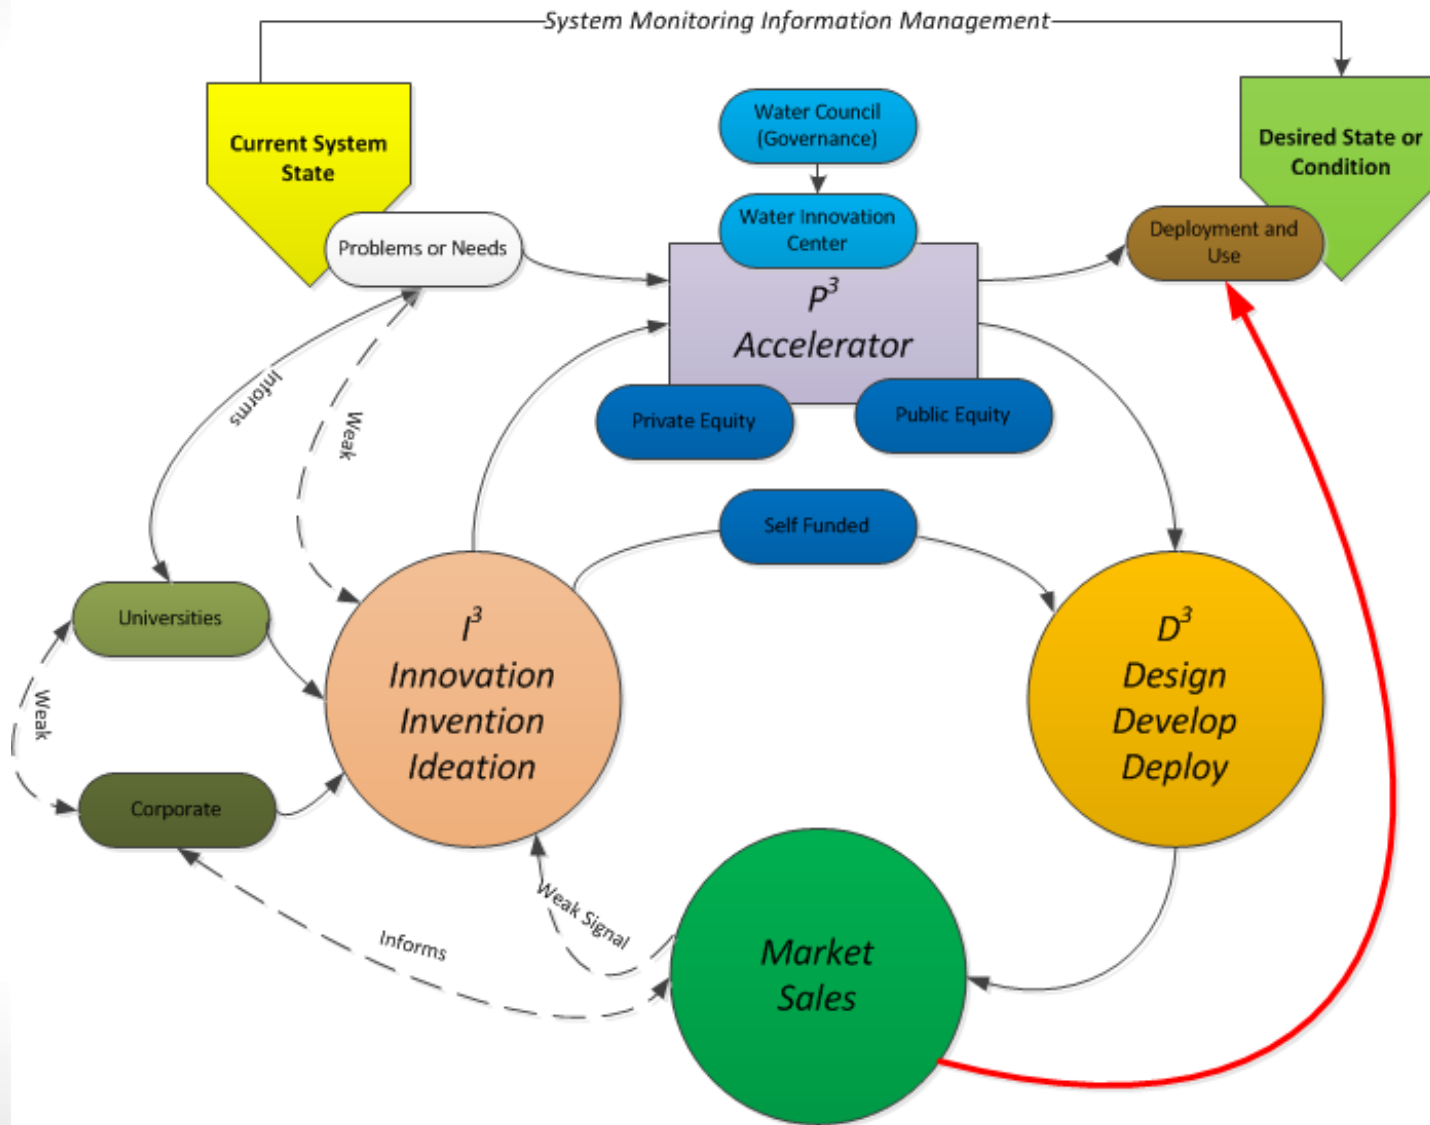 System Monitoring Information Management
Current System
State
Water Council
(Governance)
Desired State or
Condition
Problems or Needs
Water Innovation
Center
Deployment and
Use
P³
Accelerator
Informs
Weak
Private Equity
Public Equity
Self Funded
Universities
I³
Innovation
Invention
Ideation
D³
Design
Develop
Deploy
Weak
Corporate
Weak Signal
Informs
Market
Sales